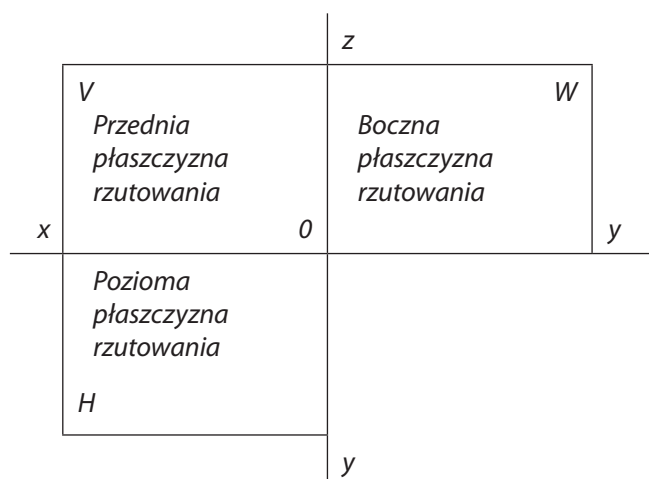 z
V
W
Przednia
płaszczyzna
rzutowania
Boczna
płaszczyzna
rzutowania
x
0
y
Pozioma
płaszczyzna
rzutowania
H
y